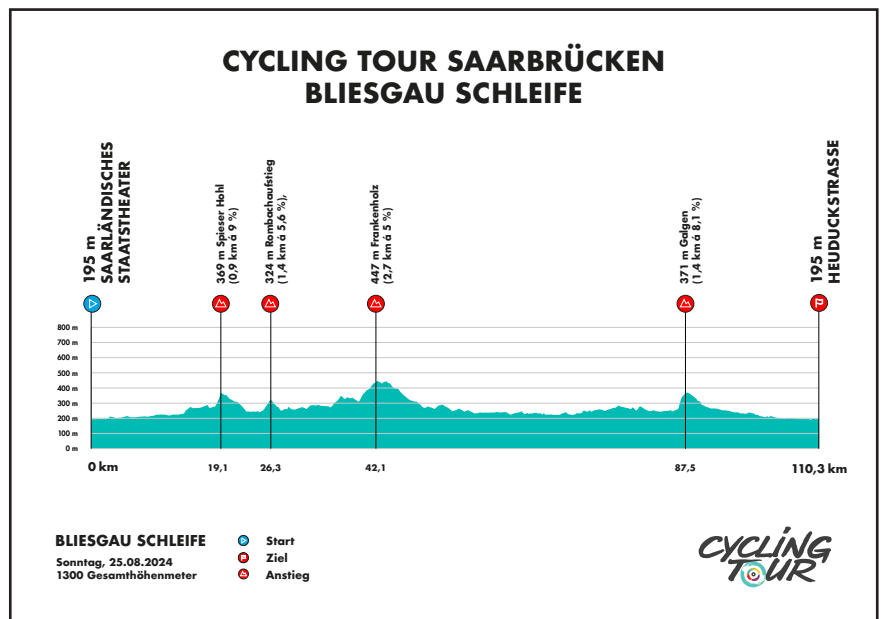 CYCLING TOUR SAARBRÜCKEN
BLIESGAU SCHLEIFE
195 m
SAARLÄNDISCHES
STAATSTHEATER
369 m Spieser Hohl
(0,9 km á 9 %)
324 m Rombachaufstieg
(1,4 km á 5,6 %),
447 m Frankenholz
(2,7 km á 5 %)
371 m Galgen
(1,4 km á 8,1 %)
195 m
HEUDUCKSTRASSE
800 m
700 m
600 m
500 m
400 m
300 m
200 m
100 m
0 m
0 km
19,1
26,3
42,1
87,5
110,3 km
BLIESGAU SCHLEIFE
Sonntag, 25.08.2024
1300 Gesamthöhenmeter
Start
Ziel
Anstieg
CYCLING
TOUR